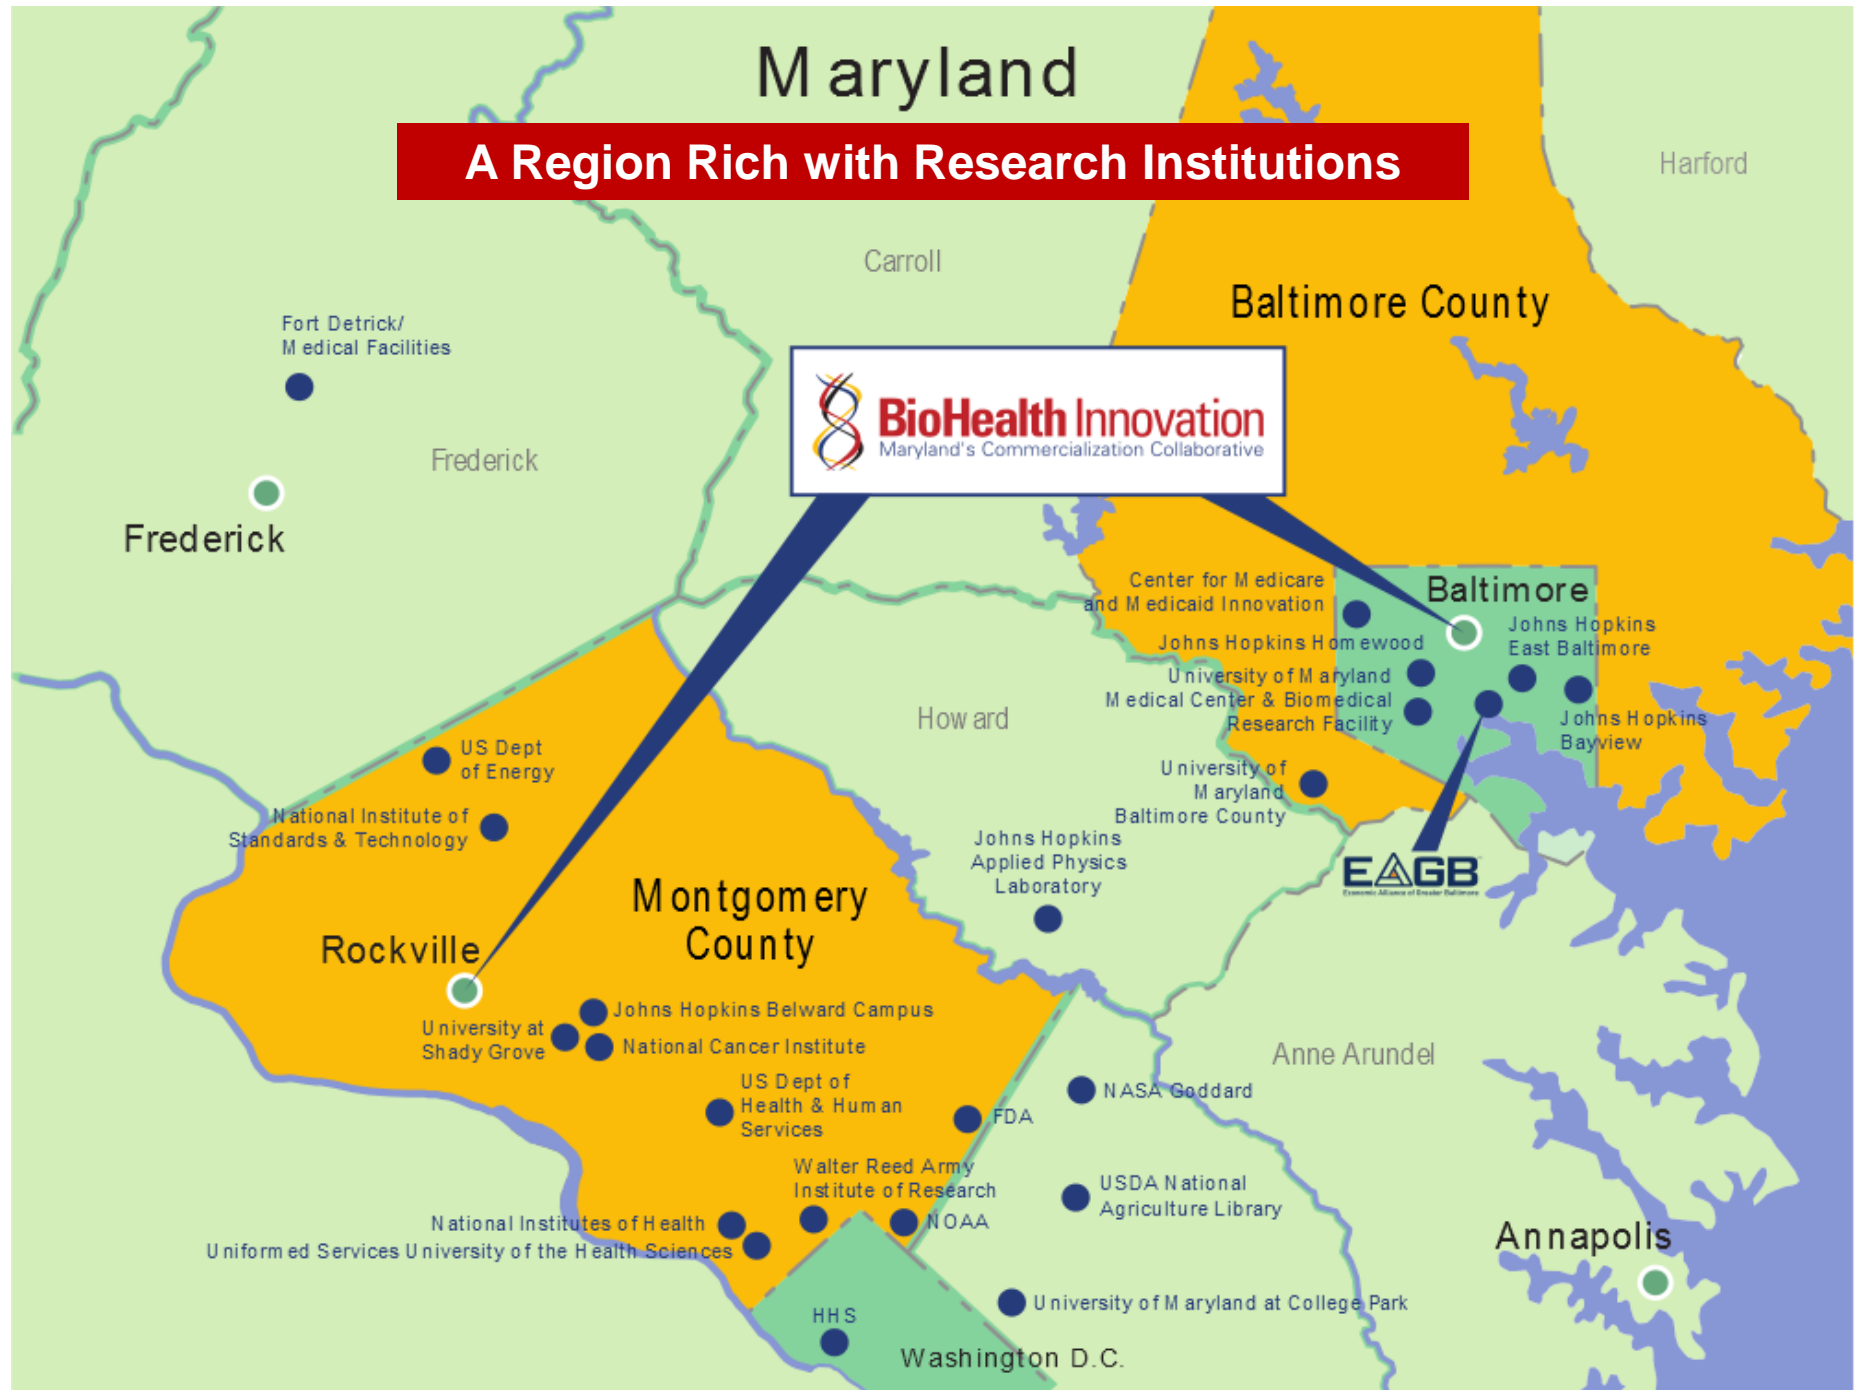 Maryland
A Region Rich with Research Institutions
Harford
Carroll
Baltimore County
Fort Detrick/
Medical Facilities
BioHealth Innovation
Maryland's Commercialization Collaborative
Frederick
Frederick
Center for Medicare
and Medicaid Innovation
Baltimore
Johns Hopkins Homewood
Johns Hopkins
East Baltimore
University of Maryland
Medical Center & Biomedical
Research Facility
Johns Hopkins
Bayview
Howard
US Dept
of Energy
University of
Maryland
Baltimore County
National Institute of
Standards & Technology
Johns Hopkins
Applied Physics
Laboratory
EAGB
Economic Alliance of Greater Baltimore
Montgomery
County
Rockville
Johns Hopkins Belward Campus
University at
Shady Grove
National Cancer Institute
Anne Arundel
US Dept of
Health & Human
Services
NASA Goddard
FDA
Walter Reed Army
Institute of Research
USDA National
Agriculture Library
National Institutes of Health
NOAA
Uniformed Services University of the Health Sciences
Annapolis
University of Maryland at College Park
HHS
Washington D.C.